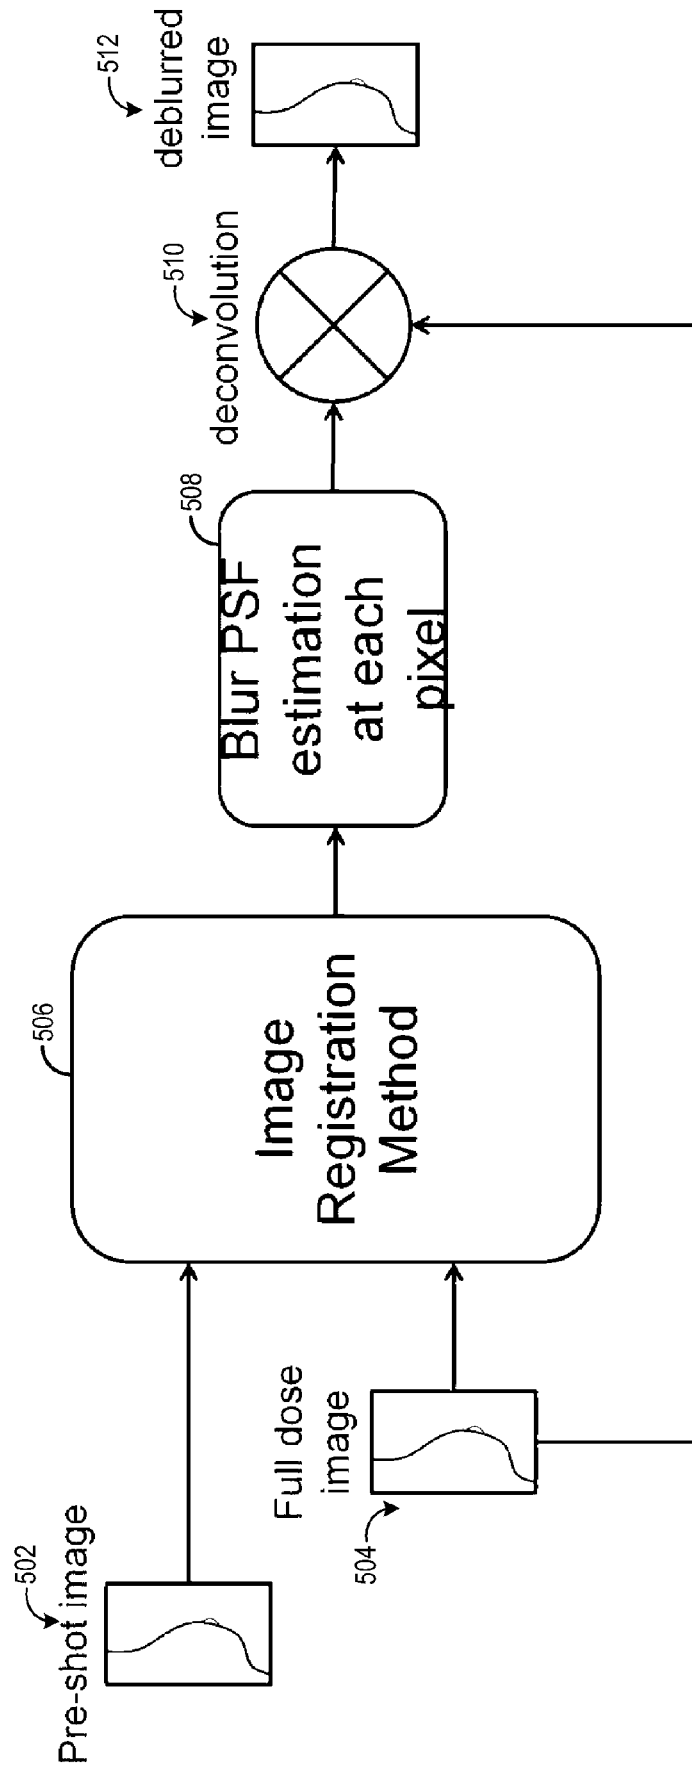 Pre-shot image
502
Full dose
image
504
Image
Registration
Method
506
Blur PSF
estimation
at each
pixel
508
deconvolution
510
deblurred
image
512